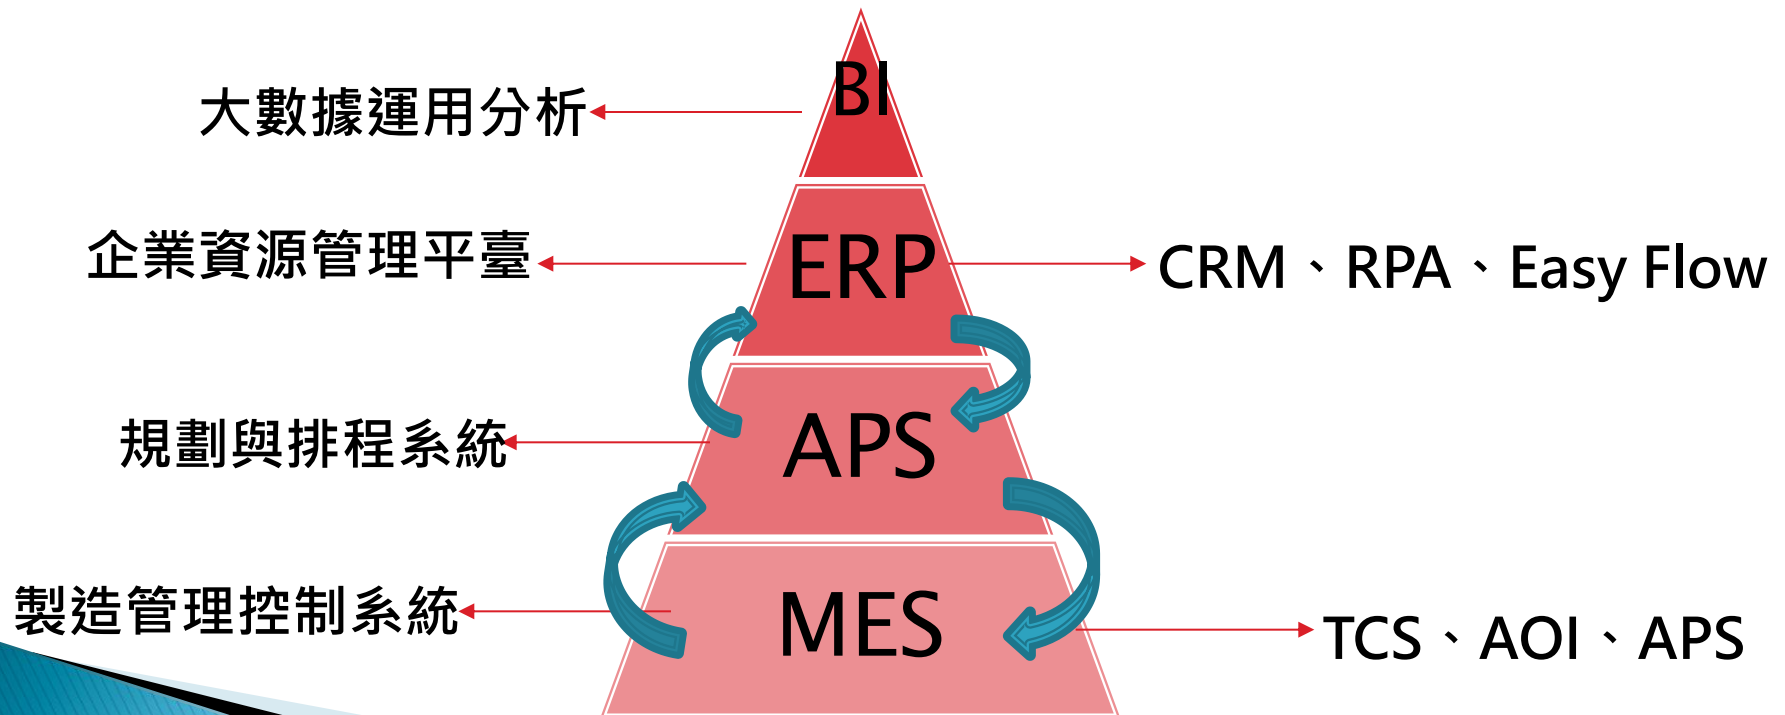 BI
大數據運用分析
企業資源管理平臺
ERP
CRM、RPA、Easy Flow
規劃與排程系統
APS
製造管理控制系統
MES
TCS、AOI、APS